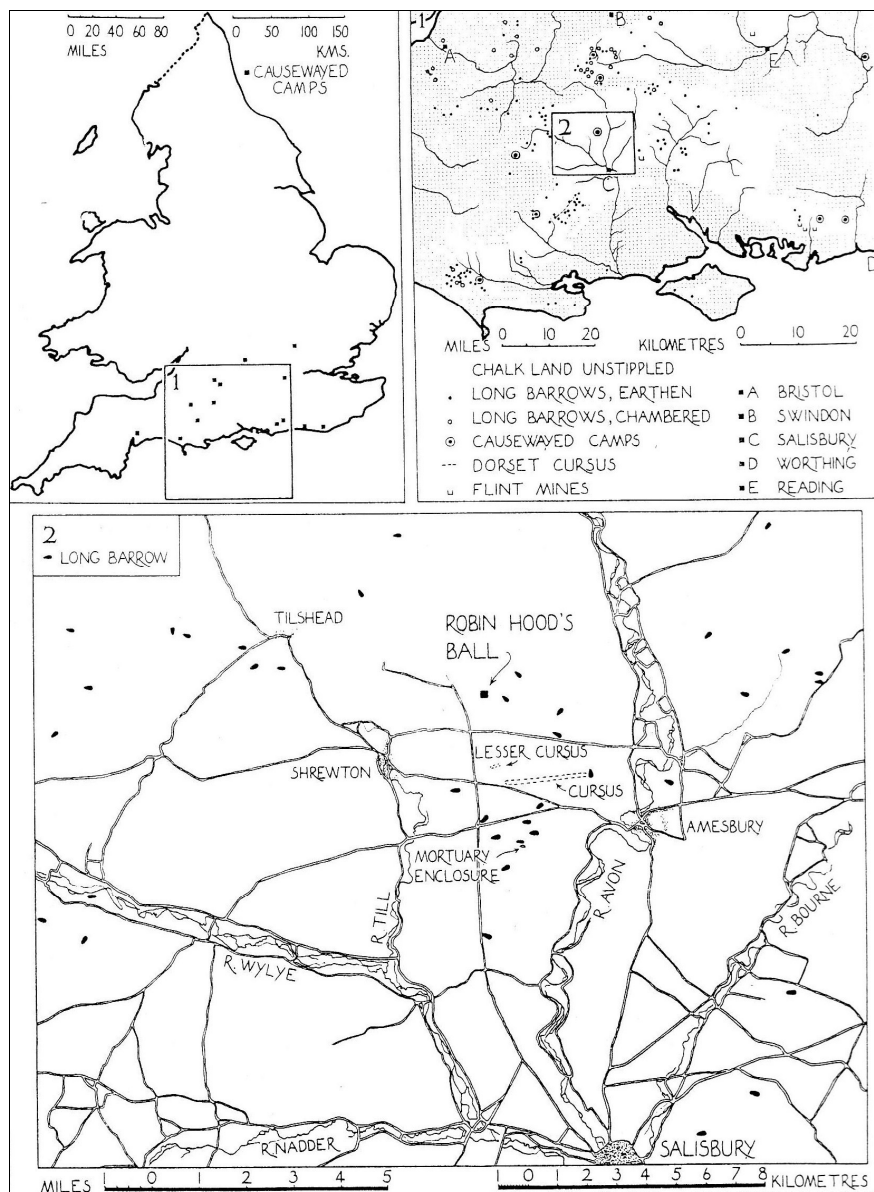 0 20 40 60 80
MILES
0 50 100 150
KMS.
CAUSEWAYED
CAMPS
1
1
A
B
E
2
C
D
MILES 0 10 20
KILOMETRES 0 10 20
CHALK LAND UNSTIPPLED
LONG BARROWS, EARTHEN
LONG BARROWS, CHAMBERED
CAUSEWAYED CAMPS
DORSET CURSUS
FLINT MINES
A BRISTOL
B SWINDON
C SALISBURY
D WORTHING
E READING
2
LONG BARROW
TILSHEAD
ROBIN HOOD'S
BALL
LESSER CURSUS
SHREWTON
CURSUS
AMESBURY
MORTUARY
ENCLOSURE
R. TILL
R. AVON
R. BOURNE
R. WYLYE
R. NADDER
SALISBURY
MILES 0 1 2 3 4 5
0 1 2 3 4 5 6 7 8 KILOMETRES